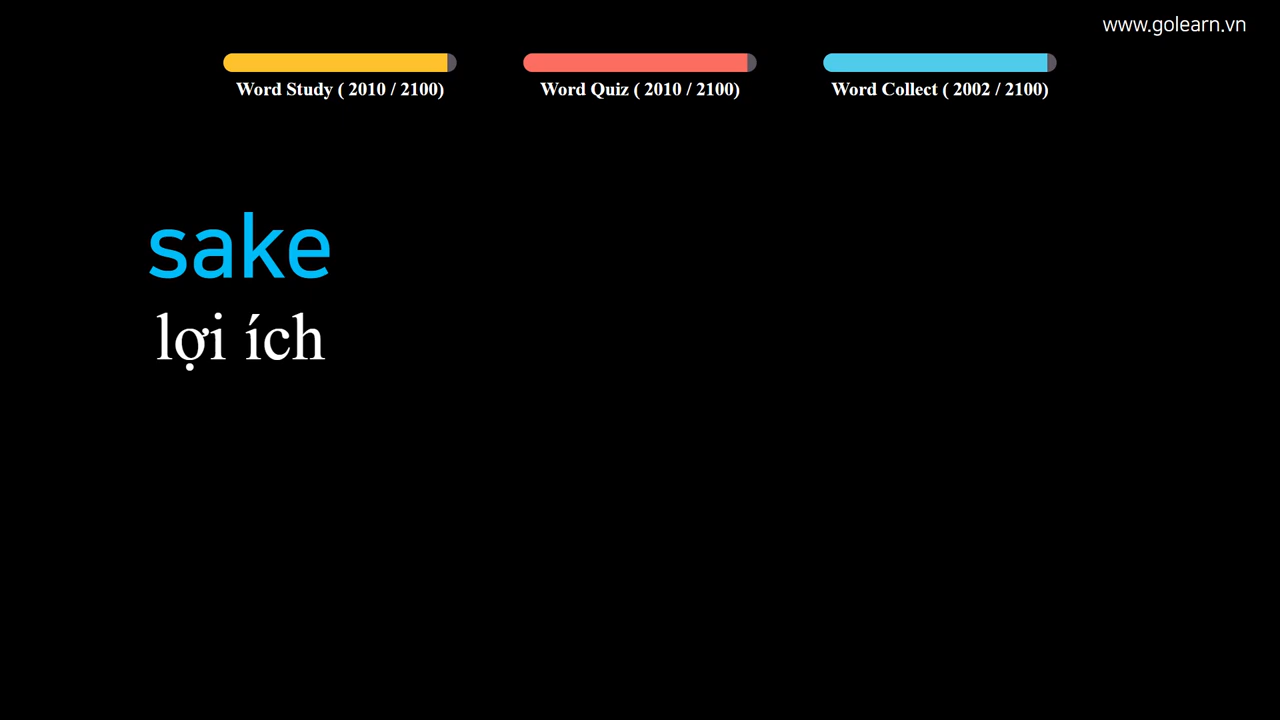 www.golearn.vn
Word Study ( 2010 / 2100)
Word Quiz ( 2010 / 2100)
Word Collect ( 2002 / 2100)
sake
lợi ích